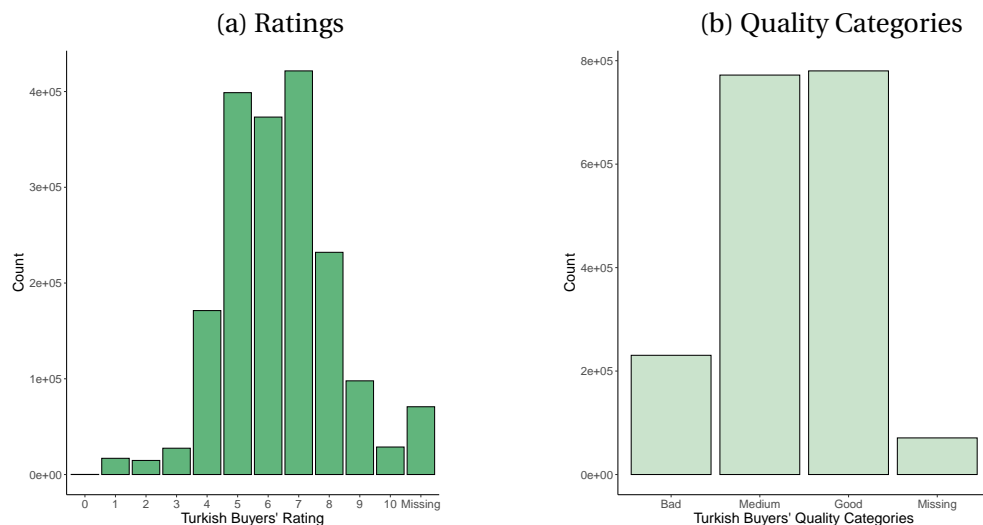 (a) Ratings
4e+05
3e+05
2e+05
1e+05
0e+00
Count
0 1 2 3 4 5 6 7 8 9 10 Missing
Turkish Buyers' Rating
(b) Quality Categories
8e+05
6e+05
4e+05
2e+05
0e+00
Count
Bad Medium Good Missing
Turkish Buyers' Quality Categories